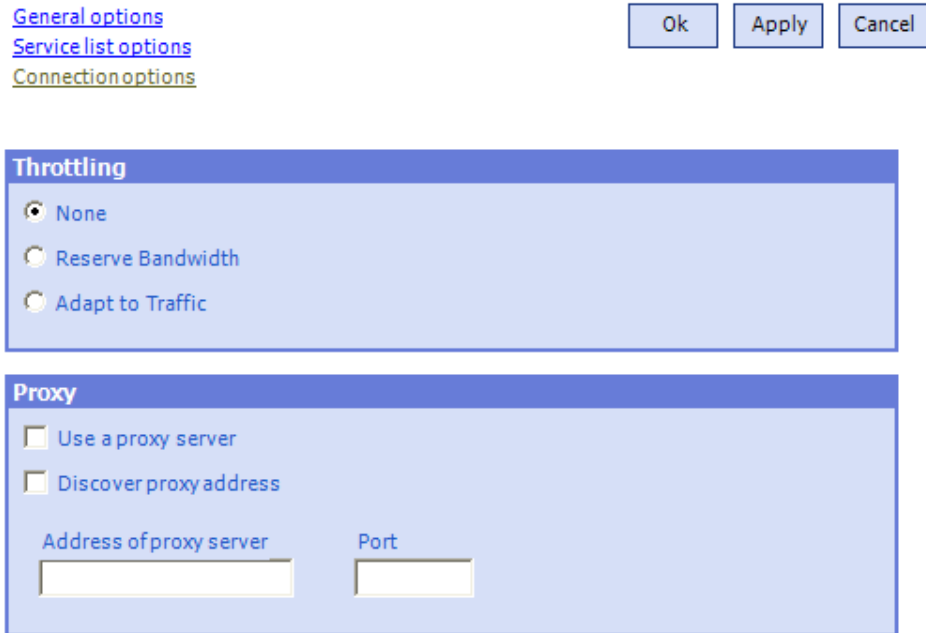 General options
Service list options
Connection options
Ok Apply Cancel
Throttling
None
Reserve Bandwidth
Adapt to Traffic
Proxy
Use a proxy server
Discover proxy address
Address of proxy server Port